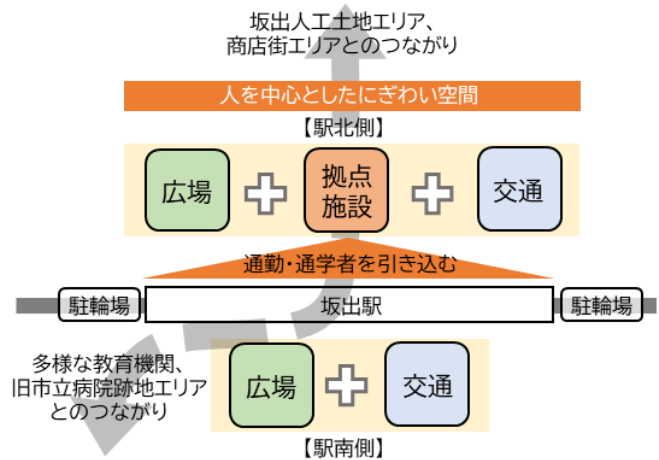 坂出人工土地エリア、
商店街エリアとのつながり
人を中心としたにぎわい空間
【駅北側】
広場
拠点
施設
交通
通勤・通学者を引き込む
駐輪場
坂出駅
駐輪場
多様な教育機関、
旧市立病院跡地エリア
とのつながり
広場
交通
【駅南側】